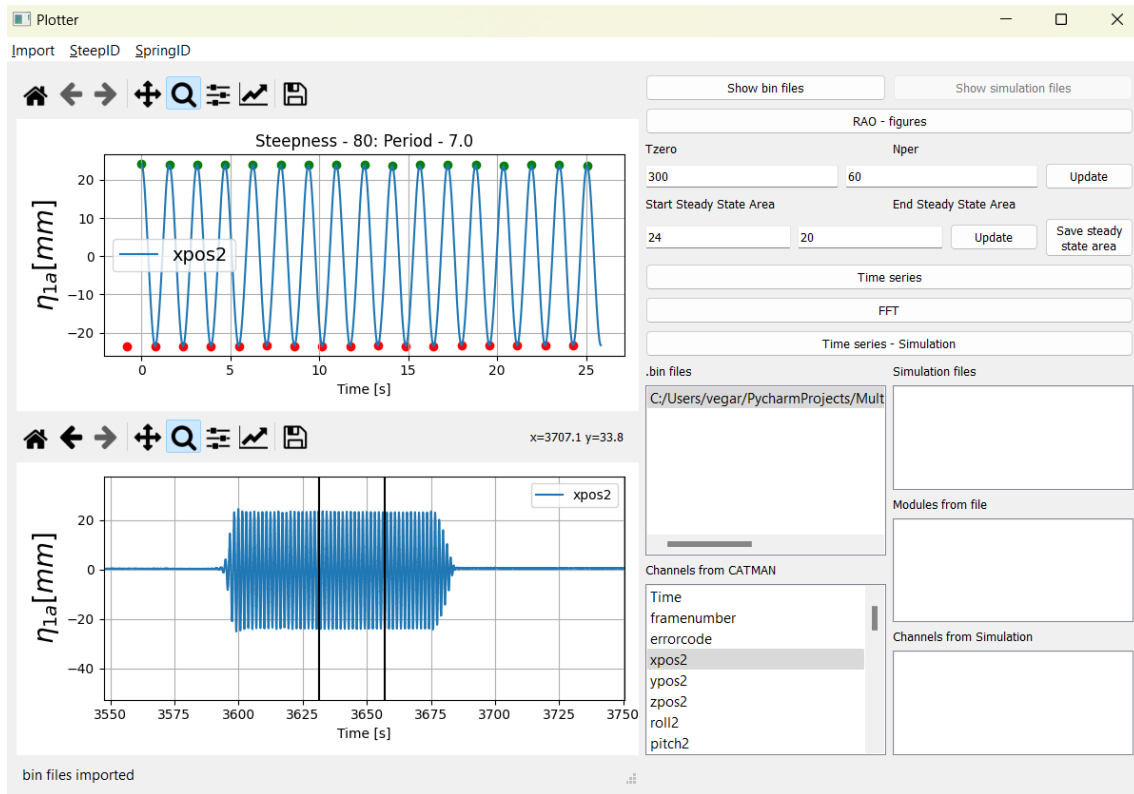 Plotter
Import SteepID SpringID
Steepness - 80: Period - 7.0
η1a[mm]
20
10
0
−10
−20
xpos2
0 5 10 15 20 25
Time [s]
x=3707.1 y=33.8
η1a[mm]
20
0
−20
−40
xpos2
3550 3575 3600 3625 3650 3675 3700 3725 3750
Time [s]
bin files imported
Show bin files Show simulation files
RAO - figures
Tzero Nper
300 60 Update
Start Steady State Area End Steady State Area
24 20 Update Save steady
state area
Time series
FFT
Time series - Simulation
.bin files Simulation files
C:/Users/vegar/PycharmProjects/Mult
Modules from file
Channels from CATMAN
Time
framenumber
errorcode
xpos2
ypos2
zpos2
roll2
pitch2
Channels from Simulation